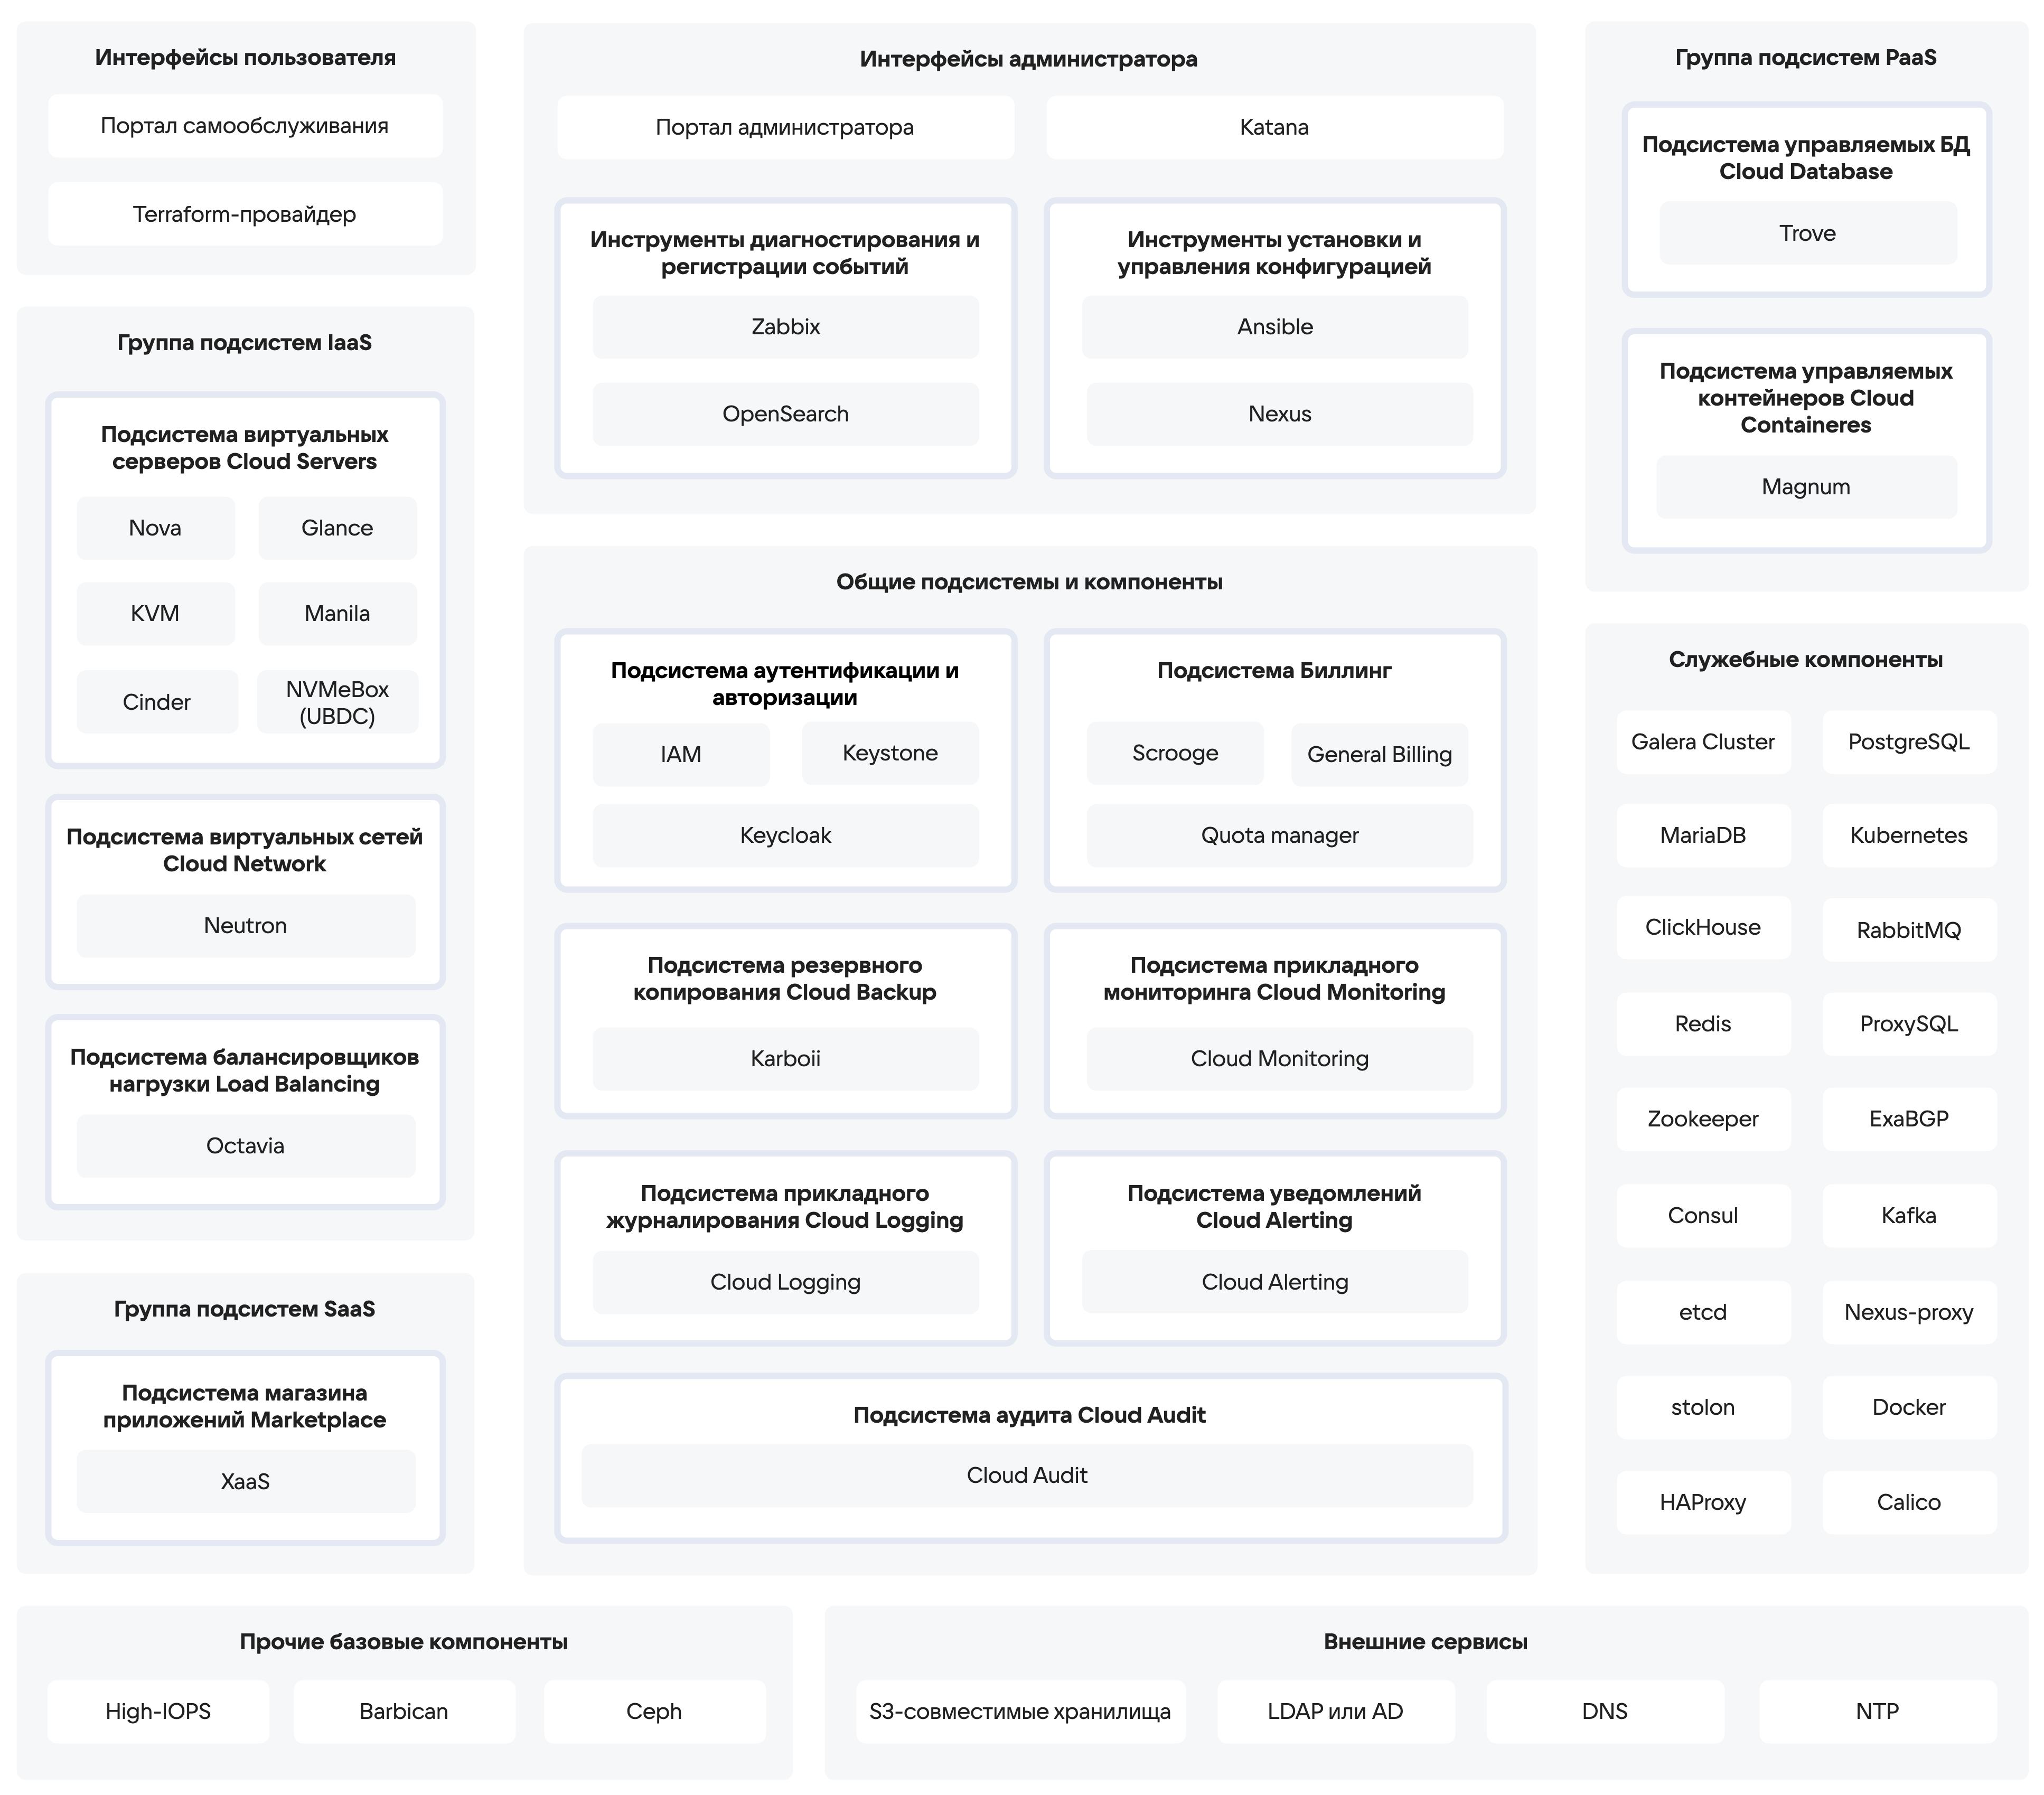 Интерфейсы пользователя
Портал самообслуживания
Terraform-провайдер
Группа подсистем IaaS
Подсистема виртуальных
серверов Cloud Servers
Nova
Glance
KVM
Manila
Cinder
NVMeBox
(UBDC)
Подсистема виртуальных сетей
Cloud Network
Neutron
Подсистема балансировщиков
нагрузки Load Balancing
Octavia
Группа подсистем SaaS
Подсистема магазина
приложений Marketplace
XaaS
Интерфейсы администратора
Портал администратора
Katana
Инструменты диагностирования и
регистрации событий
Zabbix
OpenSearch
Инструменты установки и
управления конфигурацией
Ansible
Nexus
Общие подсистемы и компоненты
Подсистема аутентификации и
авторизации
IAM
Keystone
Keycloak
Подсистема Биллинг
Scrooge
General Billing
Quota manager
Подсистема резервного
копирования Cloud Backup
Karboii
Подсистема прикладного
мониторинга Cloud Monitoring
Cloud Monitoring
Подсистема прикладного
журналирования Cloud Logging
Cloud Logging
Подсистема уведомлений
Cloud Alerting
Cloud Alerting
Подсистема аудита Cloud Audit
Cloud Audit
Группа подсистем PaaS
Подсистема управляемых БД
Cloud Database
Trove
Подсистема управляемых
контейнеров Cloud
Containeres
Magnum
Служебные компоненты
Galera Cluster
PostgreSQL
MariaDB
Kubernetes
ClickHouse
RabbitMQ
Redis
ProxySQL
Zookeeper
ExaBGP
Consul
Kafka
etcd
Nexus-proxy
stolon
Docker
HAProxy
Calico
Прочие базовые компоненты
High-IOPS
Barbican
Ceph
Внешние сервисы
S3-совместимые хранилища
LDAP или AD
DNS
NTP